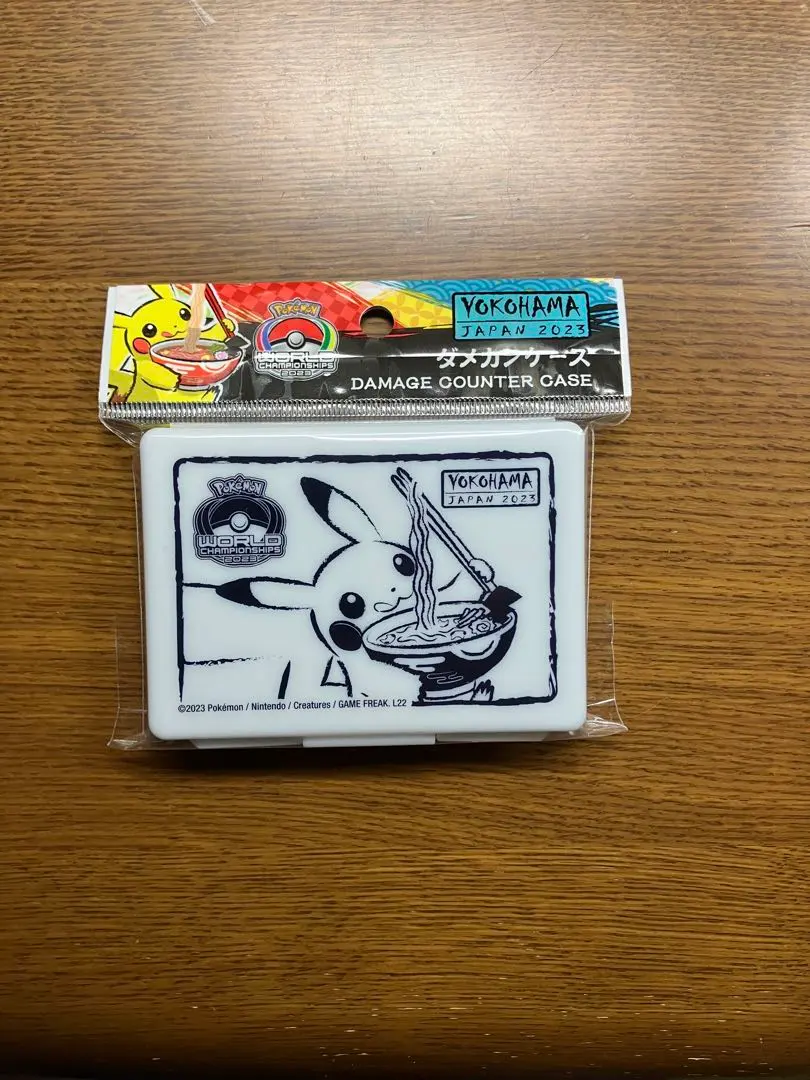 Pokémon
WORLD
CHAMPIONSHIPS
2023
YOKOHAMA
JAPAN 2023
ダメカンケース
DAMAGE COUNTER CASE
Pokémon
WORLD
CHAMPIONSHIPS
2023
YOKOHAMA
JAPAN 2023
©2023 Pokémon / Nintendo / Creatures / GAME FREAK. L22